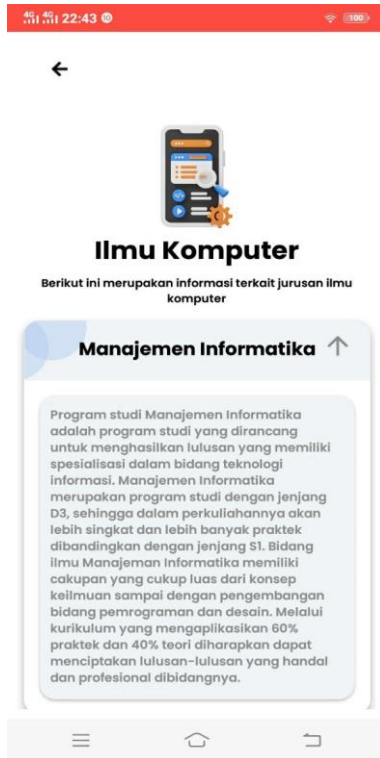 4G 4G 22:43 100
Ilmu Komputer
Berikut ini merupakan informasi terkait jurusan ilmu
komputer
Manajemen Informatika
Program studi Manajemen Informatika
adalah program studi yang dirancang
untuk menghasilkan lulusan yang memiliki
spesialisasi dalam bidang teknologi
informasi. Manajemen Informatika
merupakan program studi dengan jenjang
D3, sehingga dalam perkuliahannya akan
lebih singkat dan lebih banyak praktek
dibandingkan dengan jenjang S1. Bidang
ilmu Manajeman Informatika memiliki
cakupan yang cukup luas dari konsep
keilmuan sampai dengan pengembangan
bidang pemrograman dan desain. Melalui
kurikulum yang mengaplikasikan 60%
praktek dan 40% teori diharapkan dapat
menciptakan lulusan-lulusan yang handal
dan profesional dibidangnya.